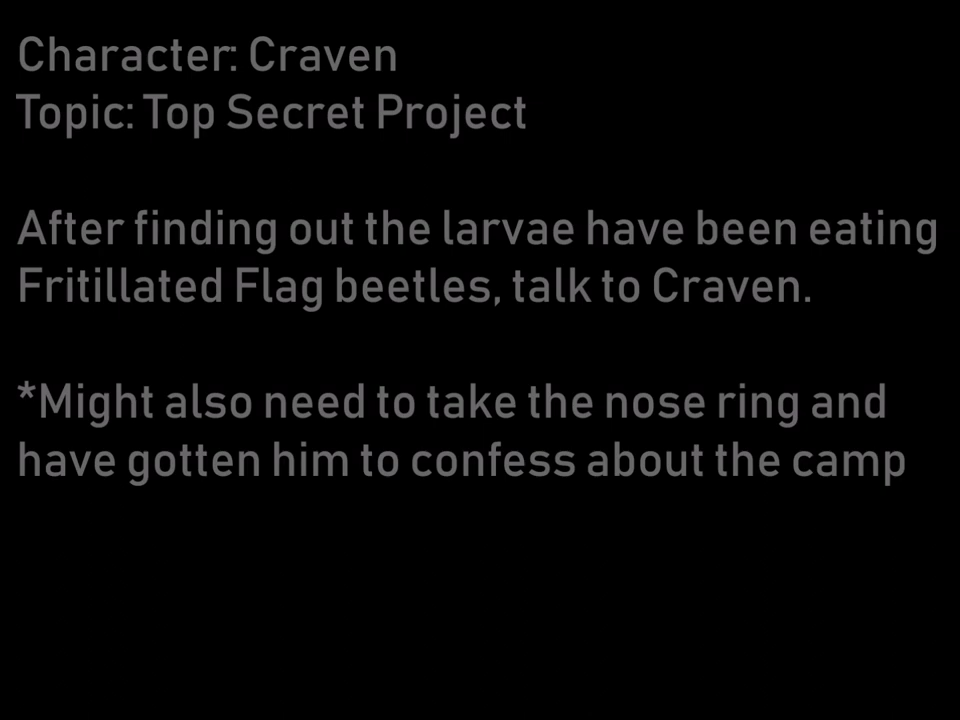 Character: Craven
Topic: Top Secret Project
After finding out the larvae have been eating
Fritillated Flag beetles, talk to Craven.
*Might also need to take the nose ring and
have gotten him to confess about the camp